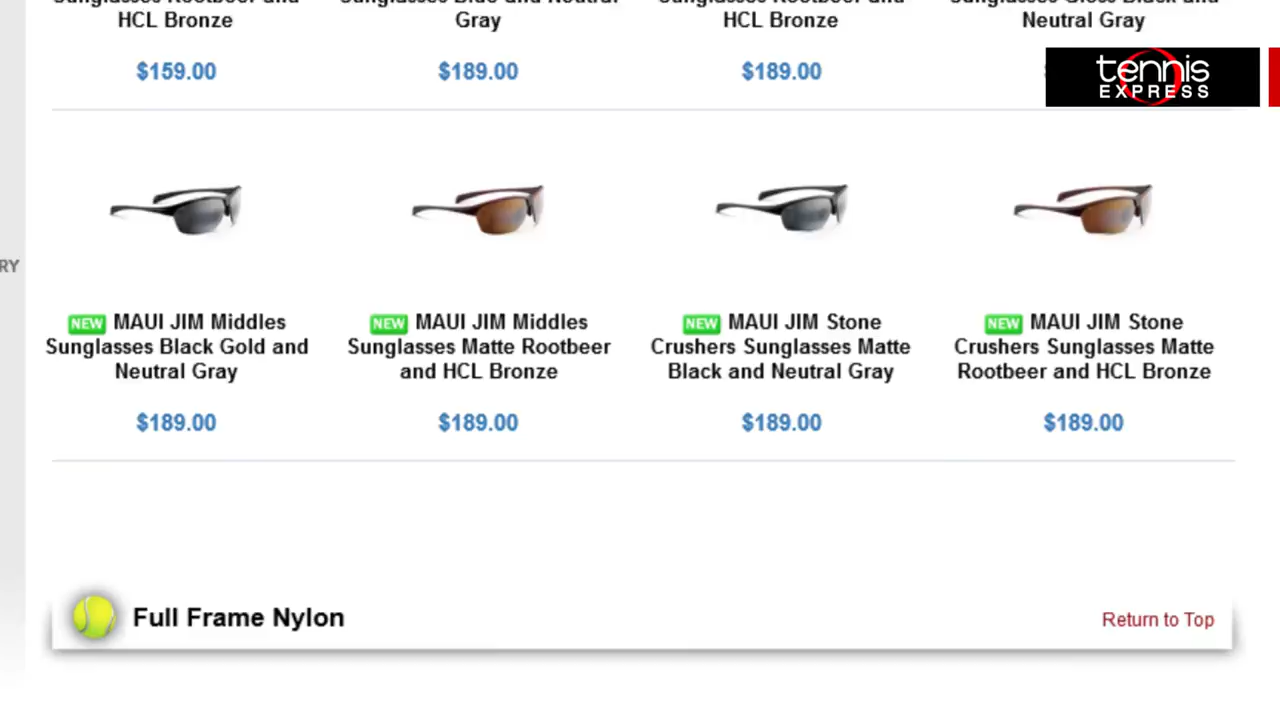 HCL Bronze
Gray
HCL Bronze
Neutral Gray
$159.00
$189.00
$189.00
tennis
EXPRESS
RY
NEW MAUI JIM Middles
Sunglasses Black Gold and
Neutral Gray
$189.00
NEW MAUI JIM Middles
Sunglasses Matte Rootbeer
and HCL Bronze
$189.00
NEW MAUI JIM Stone
Crushers Sunglasses Matte
Black and Neutral Gray
$189.00
NEW MAUI JIM Stone
Crushers Sunglasses Matte
Rootbeer and HCL Bronze
$189.00
Full Frame Nylon
Return to Top